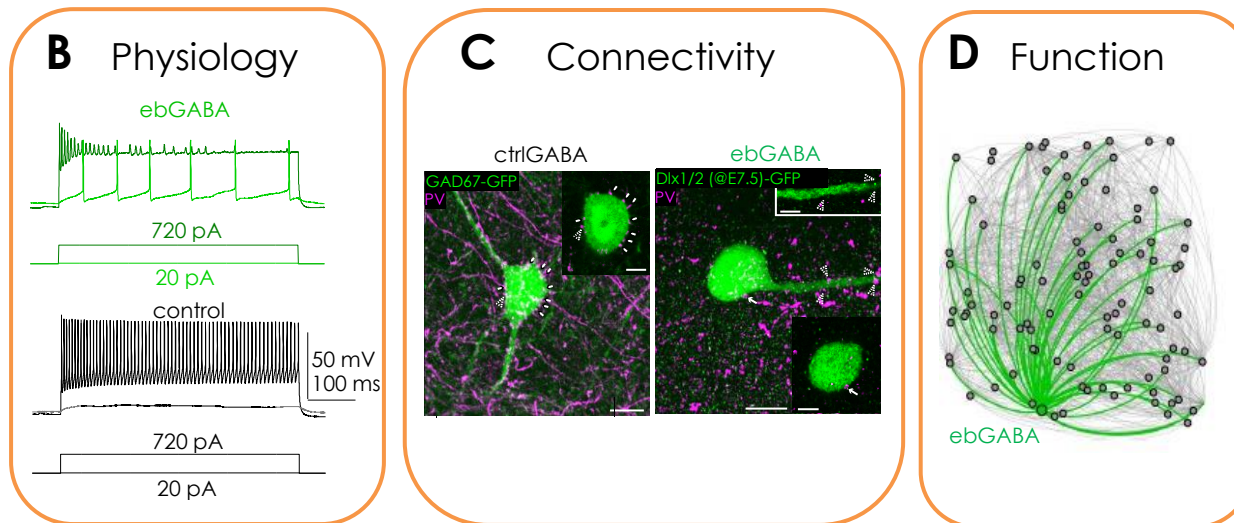 B Physiology
ebGABA
720 pA
20 pA
control
50 mV
100 ms
720 pA
20 pA
C Connectivity
ctrlGABA
GAD67-GFP
PV
ebGABA
Dlx1/2 (@E7.5)-GFP
PV
D Function
ebGABA